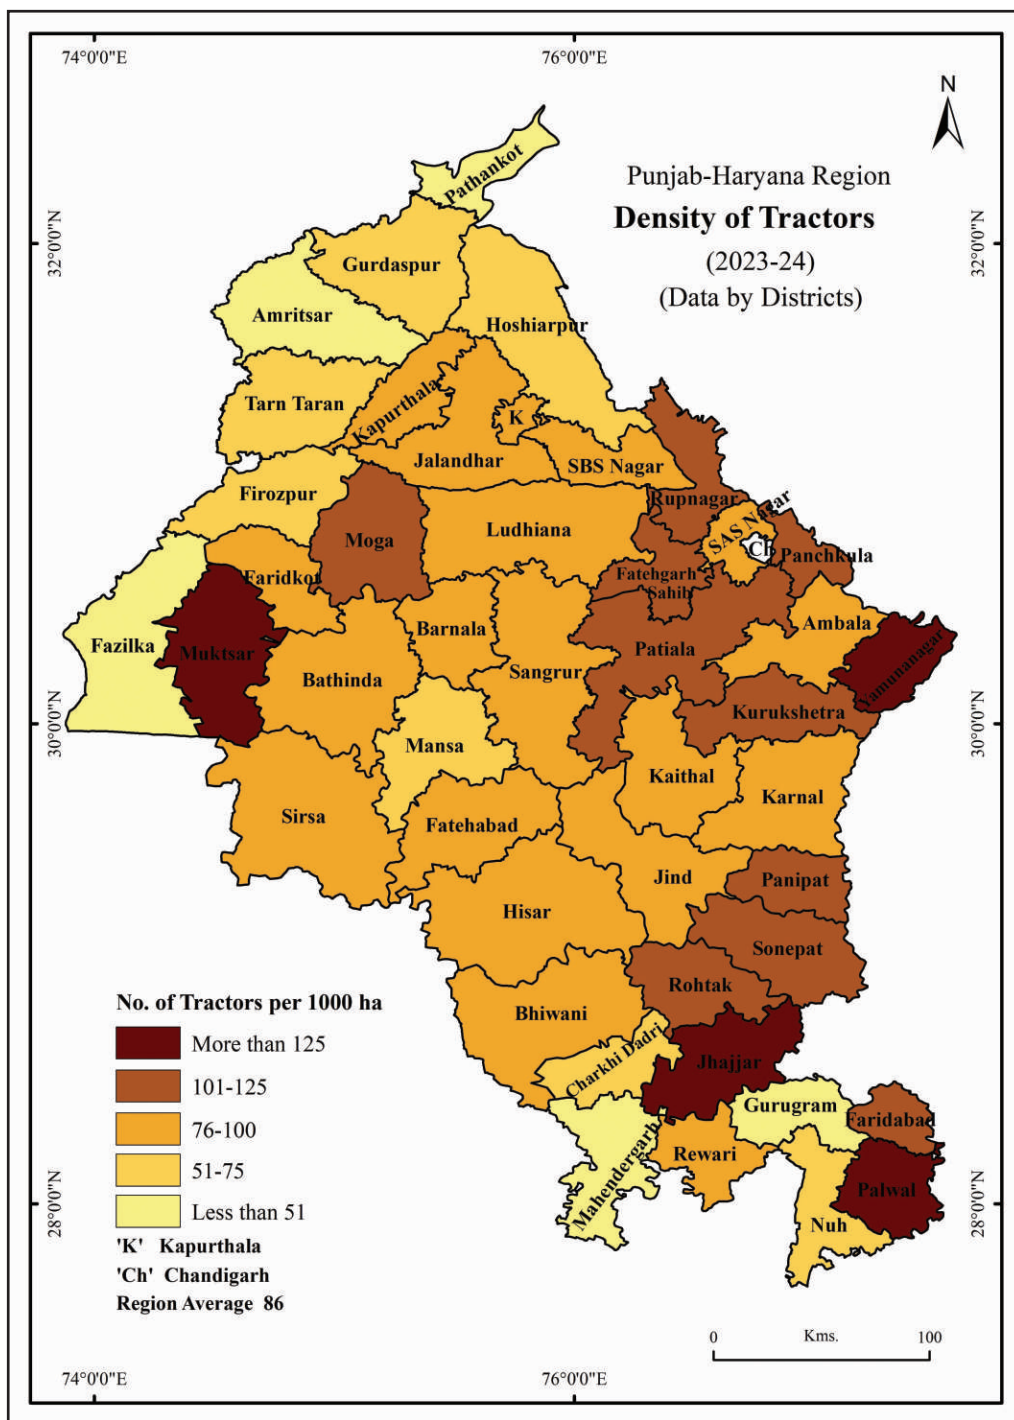 74°0'0"E
76°0'0"E
N
Punjab-Haryana Region
Density of Tractors
(2023-24)
(Data by Districts)
32°0'0"N
32°0'0"N
Pathankot
Gurdaspur
Amritsar
Hoshiarpur
Tarn Taran
Kapurthala
K
Jalandhar
SBS Nagar
Firozpur
Rupnagar
Moga
Ludhiana
SAS Nagar
Ch
Panchkula
Faridkot
Fatehgarh
Sahib
Fazilka
Muktsar
Barnala
Patiala
Ambala
Yamunanagar
Bathinda
Sangrur
Kurukshetra
30°0'0"N
30°0'0"N
Mansa
Kaithal
Karnal
Sirsa
Fatehabad
Jind
Panipat
Hisar
Sonepat
Rohtak
Bhiwani
Charkhi Dadri
Jhajjar
Gurugram
Faridabad
Mahendergarh
Rewari
Palwal
Nuh
28°0'0"N
28°0'0"N
No. of Tractors per 1000 ha
More than 125
101-125
76-100
51-75
Less than 51
'K' Kapurthala
'Ch' Chandigarh
Region Average 86
0 Kms. 100
74°0'0"E
76°0'0"E